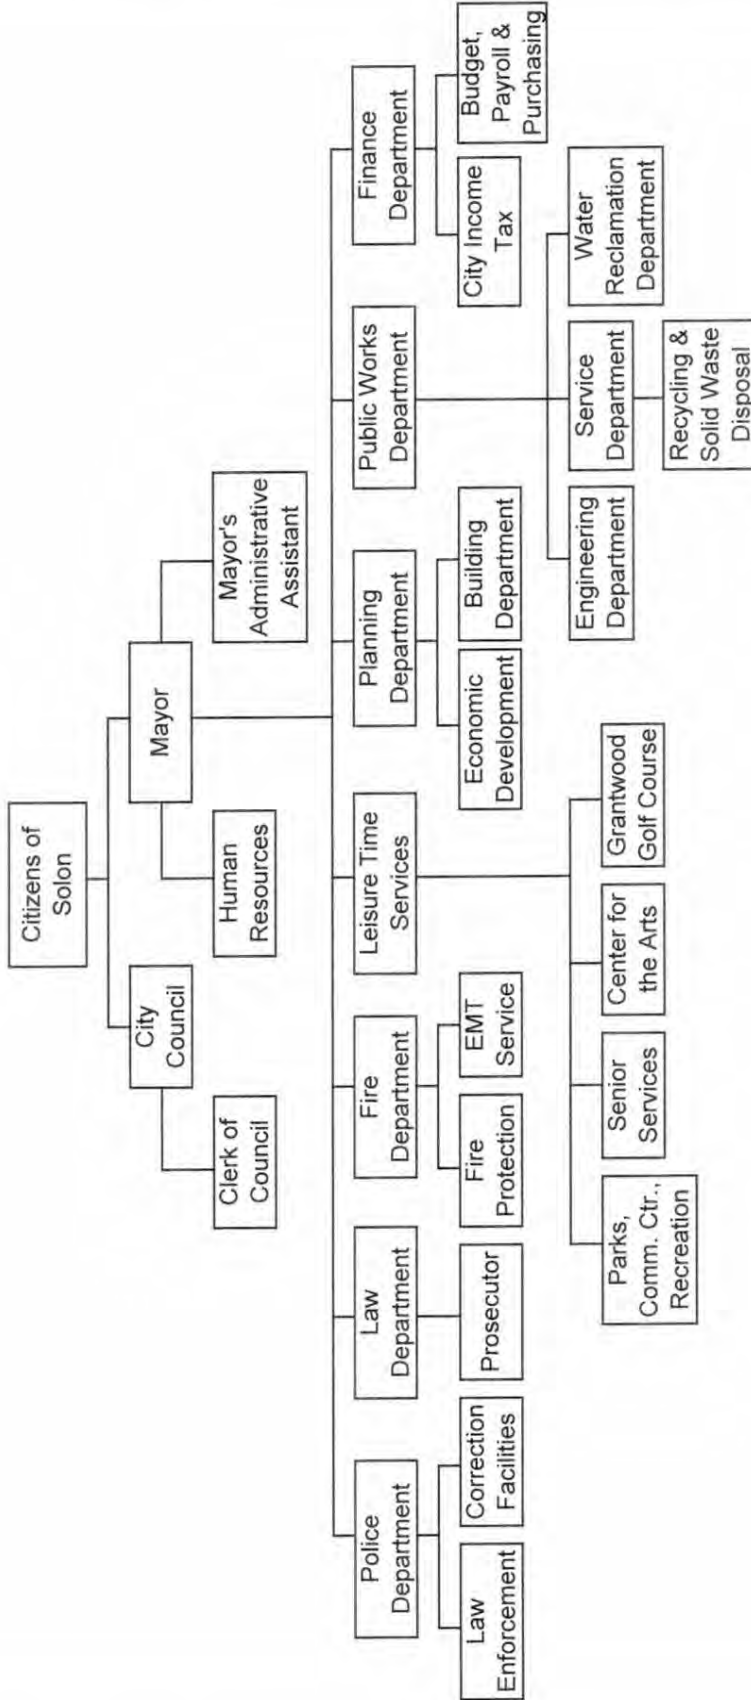 Citizens of
Solon
City
Council
Mayor
Clerk of
Council
Human
Resources
Mayor's
Administrative
Assistant
Police
Department
Law
Department
Fire
Department
Leisure Time
Services
Planning
Department
Public Works
Department
Finance
Department
Law
Enforcement
Correction
Facilities
Prosecutor
Fire
Protection
EMT
Service
Economic
Development
Building
Department
City Income
Tax
Budget,
Payroll &
Purchasing
Parks,
Comm. Ctr.,
Recreation
Senior
Services
Center for
the Arts
Grantwood
Golf Course
Engineering
Department
Service
Department
Water
Reclamation
Department
Recycling &
Solid Waste
Disposal